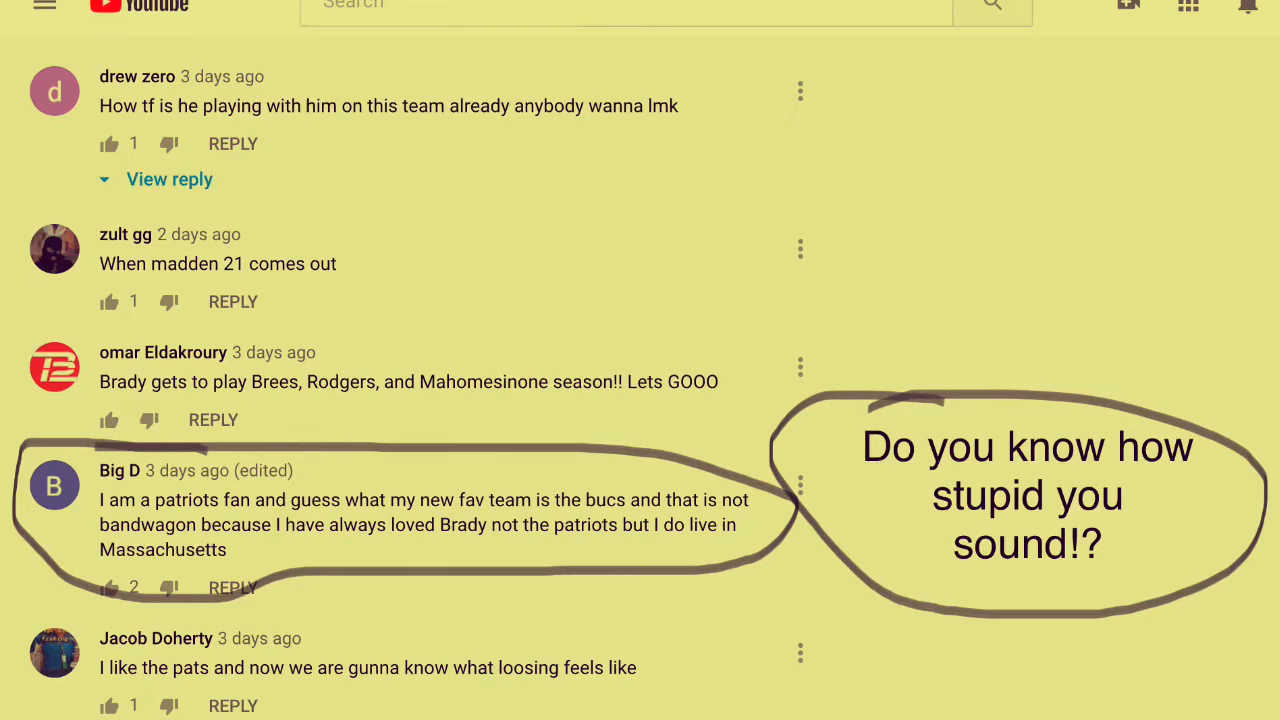 YouTube
Search
d
drew zero 3 days ago
How tf is he playing with him on this team already anybody wanna lmk
1 REPLY
View reply
zult gg 2 days ago
When madden 21 comes out
1 REPLY
omar Eldakroury 3 days ago
Brady gets to play Brees, Rodgers, and Mahomesinone season!! Lets GOOO
REPLY
B
Big D 3 days ago (edited)
I am a patriots fan and guess what my new fav team is the bucs and that is not
bandwagon because I have always loved Brady not the patriots but I do live in
Massachusetts
2 REPLY
Do you know how
stupid you
sound!?
Jacob Doherty 3 days ago
I like the pats and now we are gunna know what loosing feels like
1 REPLY